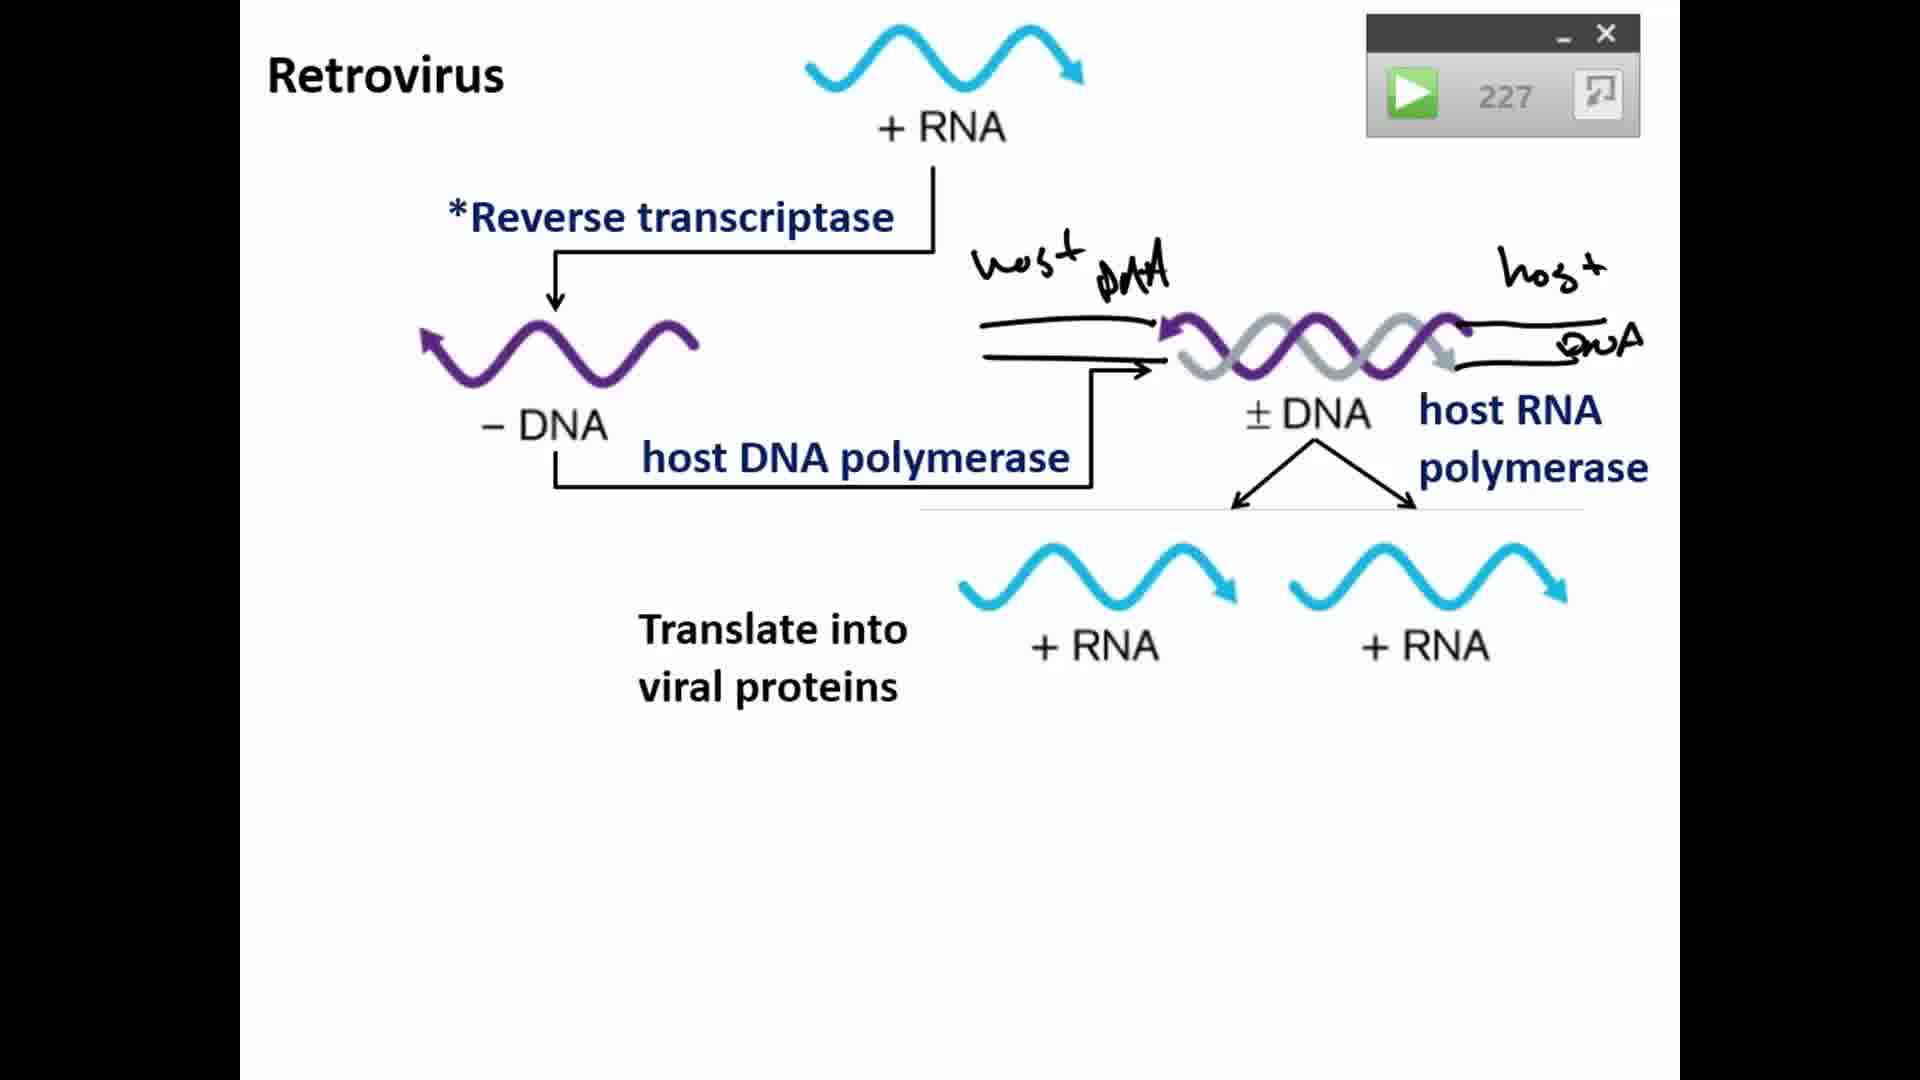 Retrovirus
+ RNA
227
*Reverse transcriptase
host DNA
host
DNA
– DNA
host DNA polymerase
± DNA
host RNA
polymerase
Translate into
viral proteins
+ RNA
+ RNA